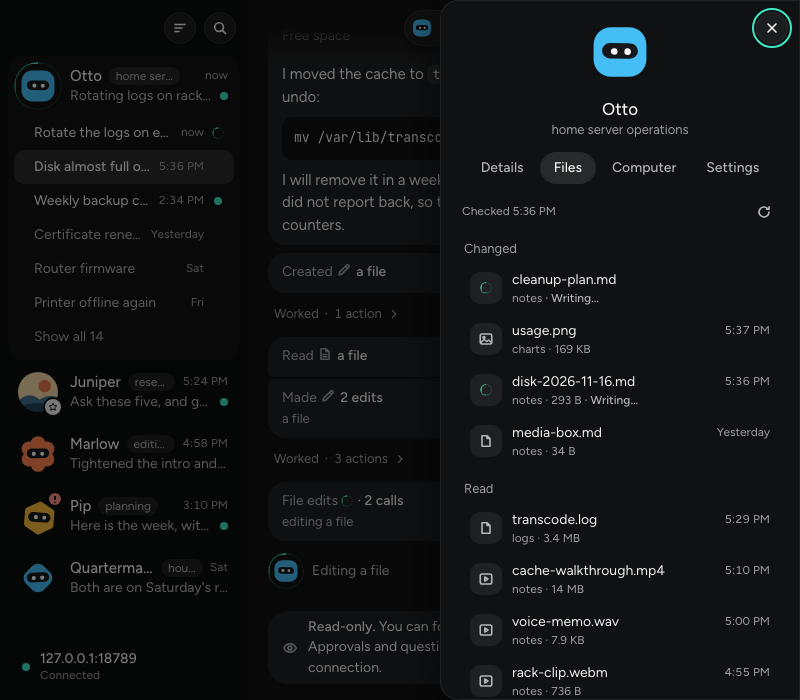 Otto home ser... now
Rotating logs on rack...
Rotate the logs on e... now
Disk almost full o... 5:36 PM
Weekly backup c... 2:34 PM
Certificate rene... Yesterday
Router firmware Sat
Printer offline again Fri
Show all 14
Juniper rese... 5:24 PM
Ask these five, and g...
Marlow editi... 4:58 PM
Tightened the intro and...
Pip planning 3:10 PM
Here is the week, wit...
Quarterma... hou... Sat
Both are on Saturday's r...
127.0.0.1:18789
Connected
Free space
I moved the cache to
undo:
mv /var/lib/transco
I will remove it in a week
did not report back, so
counters.
Created a file
Worked · 1 action
Read a file
Made 2 edits
a file
Worked · 3 actions
File edits · 2 calls
editing a file
Editing a file
Read-only. You can
Approvals and questi
connection.
Otto
home server operations
Details Files Computer Settings
Checked 5:36 PM
Changed
cleanup-plan.md
notes · Writing...
usage.png 5:37 PM
charts · 169 KB
disk-2026-11-16.md 5:36 PM
notes · 293 B · Writing...
media-box.md Yesterday
notes · 34 B
Read
transcode.log 5:29 PM
logs · 3.4 MB
cache-walkthrough.mp4 5:10 PM
notes · 14 MB
voice-memo.wav 5:00 PM
notes · 7.9 KB
rack-clip.webm 4:55 PM
notes · 736 B